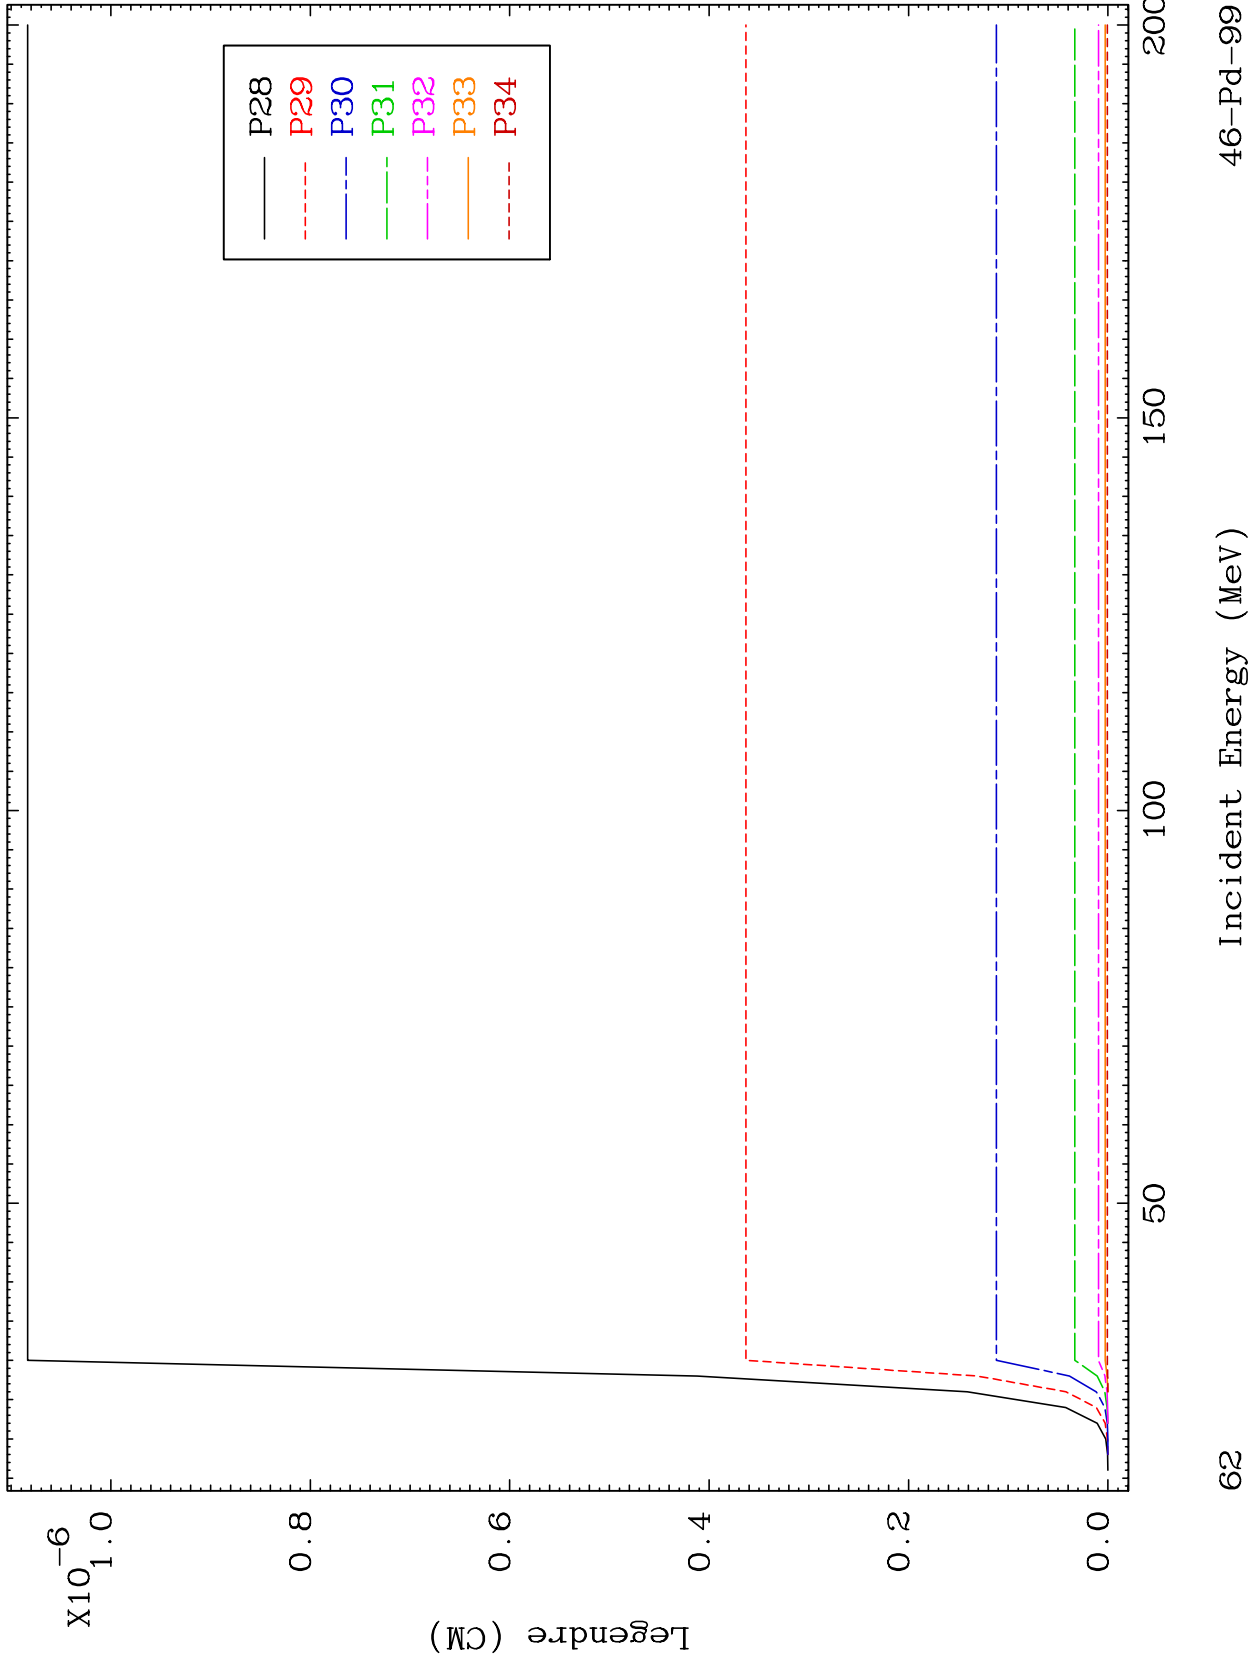 X10-6
1.0
0.8
0.6
0.4
0.2
0.0
Legendre (CM)
P28
P29
P30
P31
P32
P33
P34
50
100
150
200
Incident Energy (MeV)
62
46-Pd-99